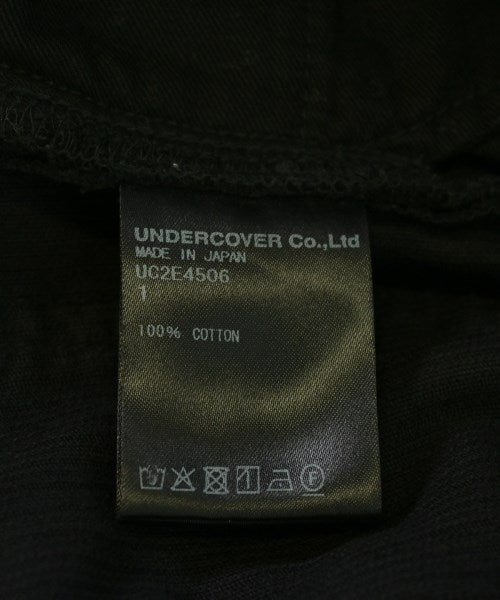 UNDERCOVER Co.,Ltd
MADE IN JAPAN
UC2E4506
1
100% COTTON
F